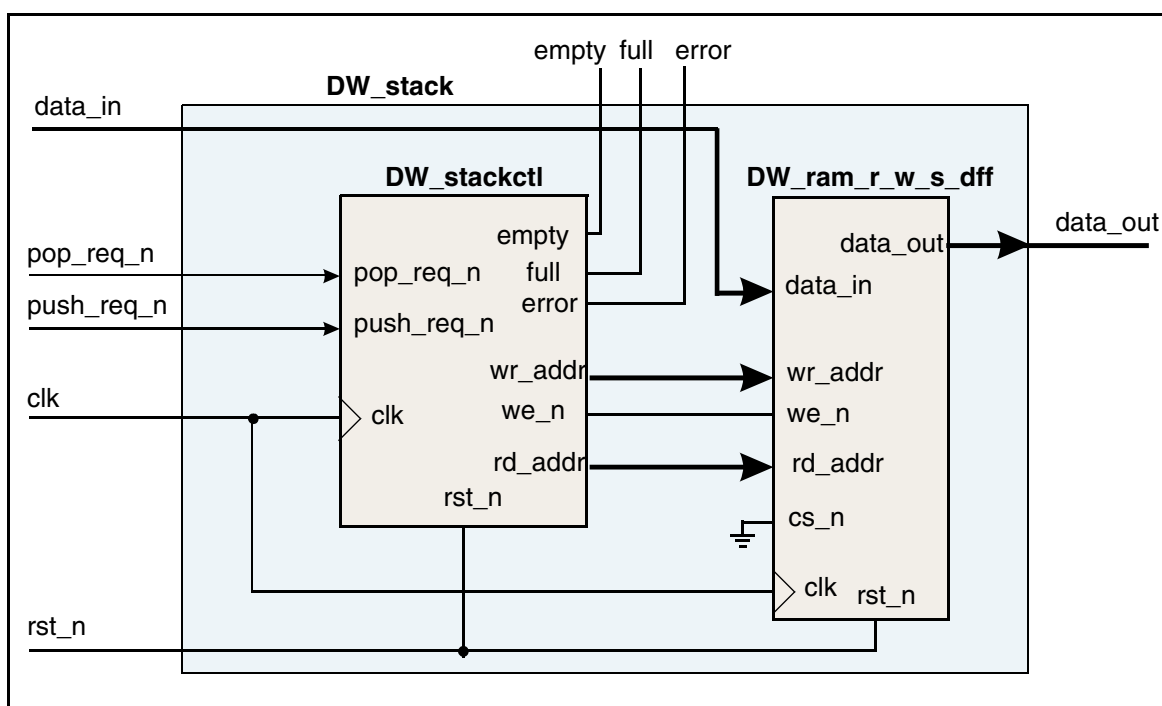 empty full error
DW_stack
data_in
DW_stackctl
DW_ram_r_w_s_dff
empty
data_out
data_out
pop_req_n
pop_req_n
full
data_in
error
push_req_n
push_req_n
wr_addr
wr_addr
clk
clk
we_n
we_n
rd_addr
rd_addr
rst_n
cs_n
clk
rst_n
rst_n